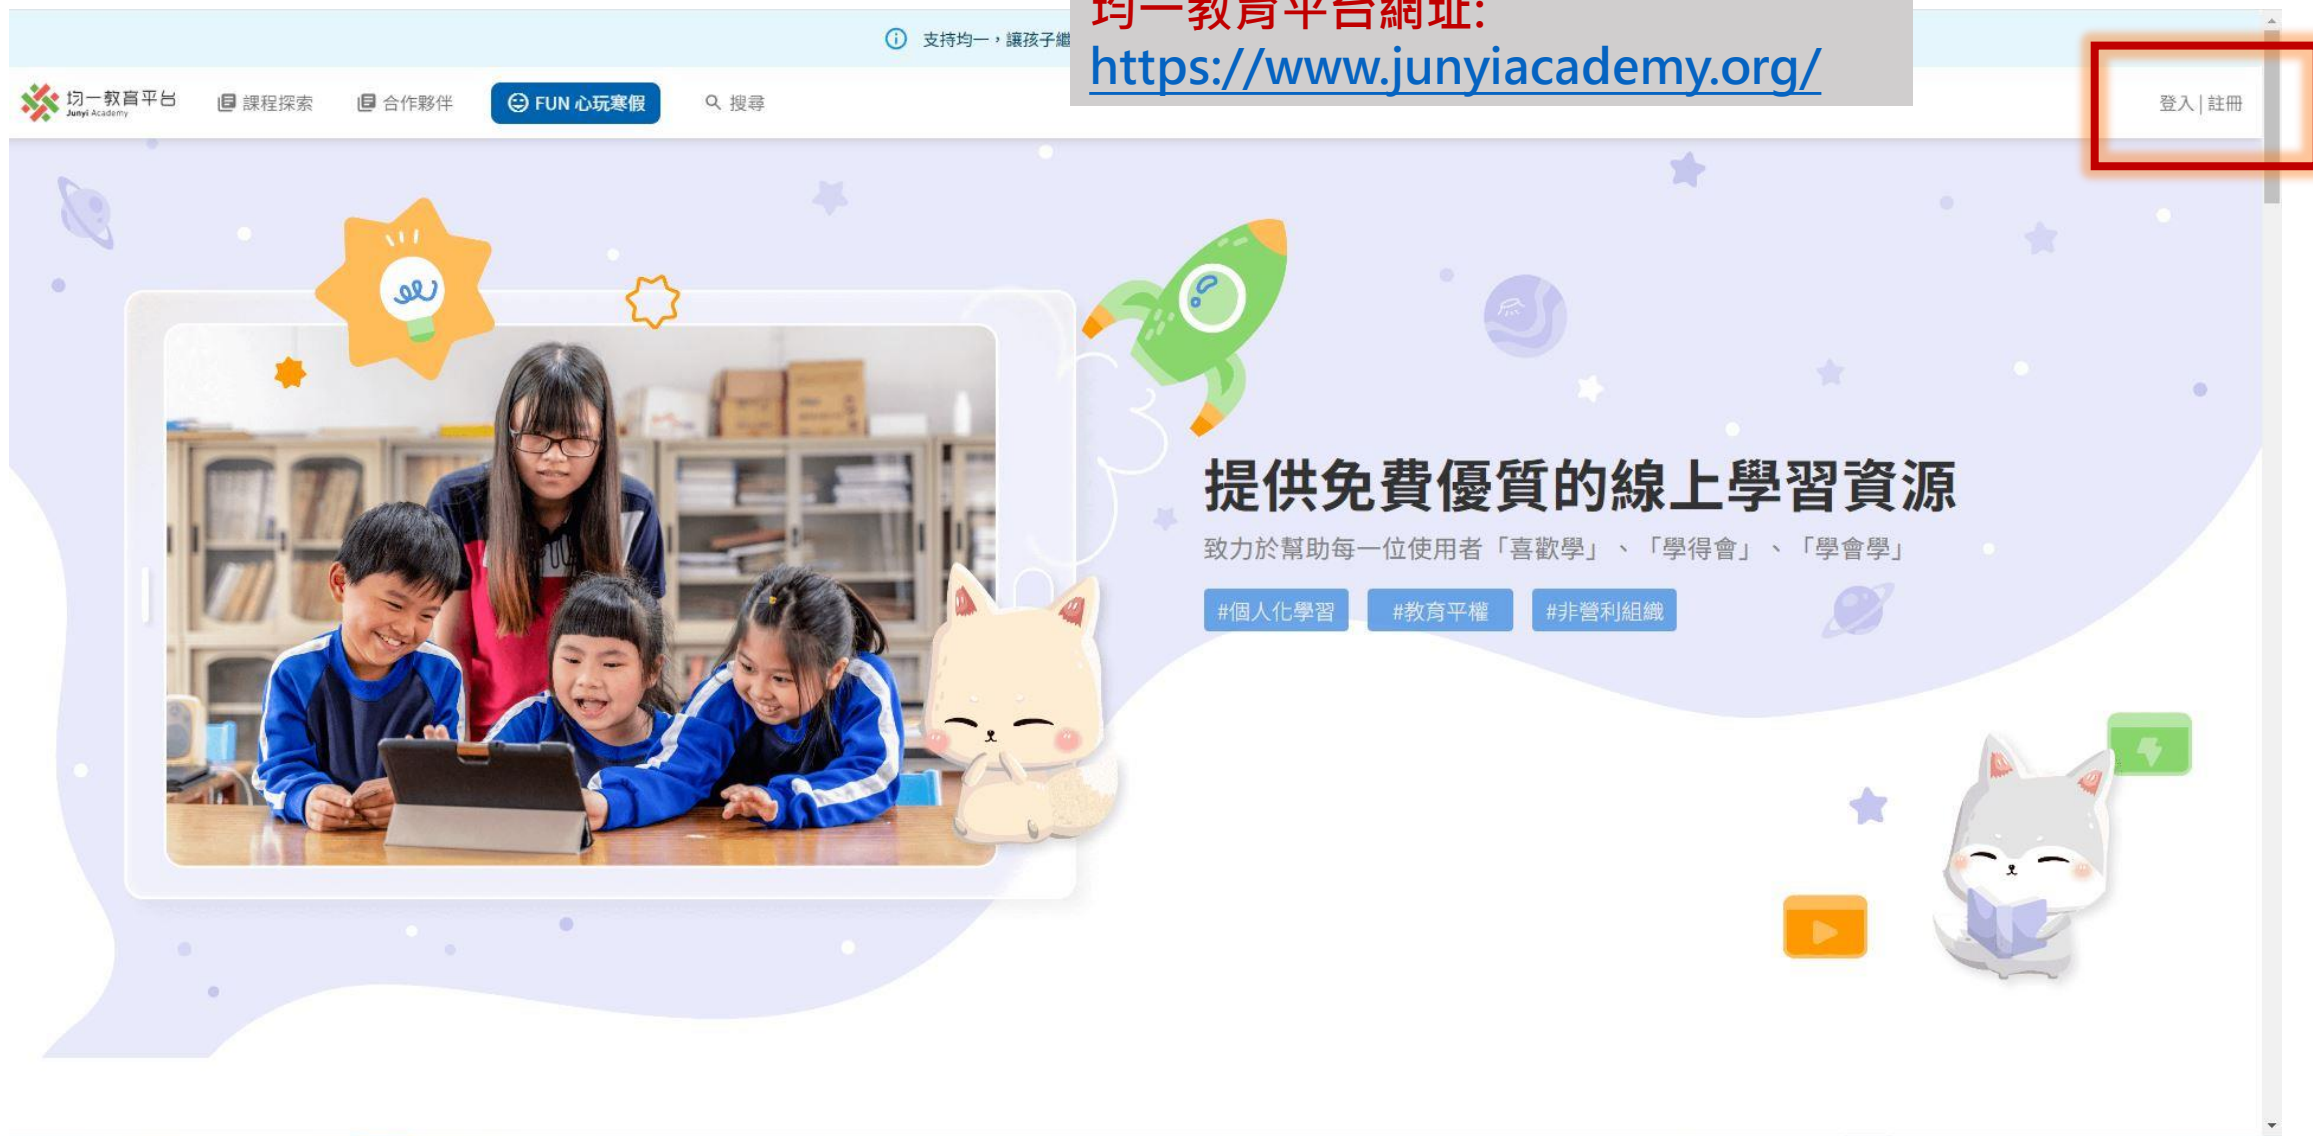 均一教育平台網址:
https://www.junyiacademy.org/
支持均一，讓孩子繼
均一教育平台
Junyi Academy
課程探索
合作夥伴
FUN 心玩寒假
搜尋
登入 | 註冊
提供免費優質的線上學習資源
致力於幫助每一位使用者「喜歡學」、「學得會」、「學會學」
#個人化學習
#教育平權
#非營利組織